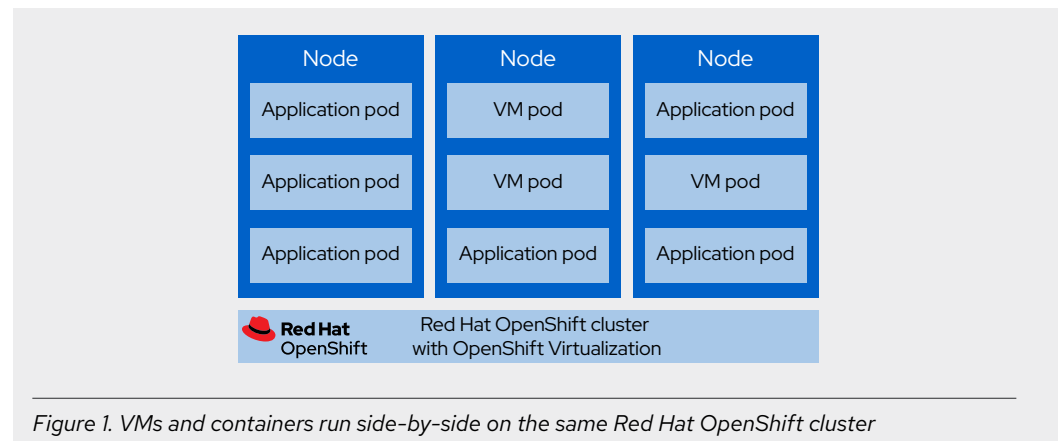 Node
Application pod
Application pod
Application pod
Node
VM pod
VM pod
Application pod
Node
Application pod
VM pod
Application pod
Red Hat
OpenShift
Red Hat OpenShift cluster
with OpenShift Virtualization
Figure 1. VMs and containers run side-by-side on the same Red Hat OpenShift cluster